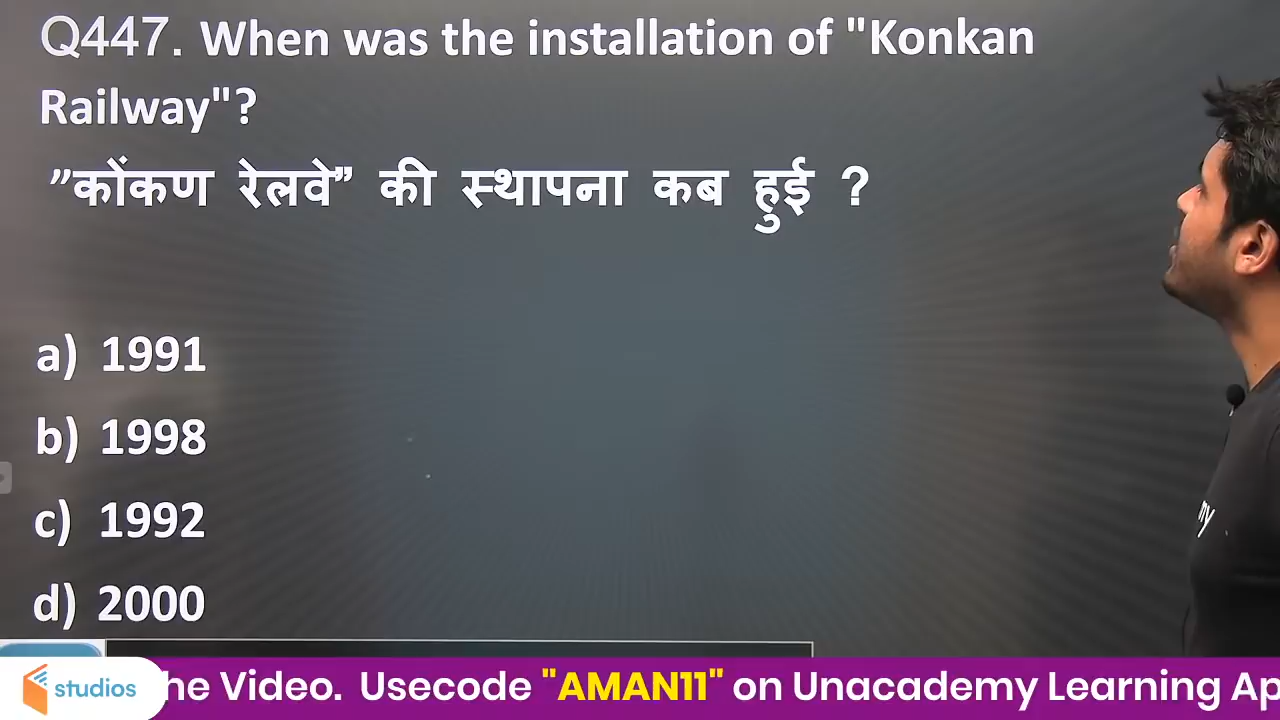 Q447. When was the installation of "Konkan
Railway"?
”कोंकण रेलवे” की स्थापना कब हुई ?
a) 1991
b) 1998
c) 1992
d) 2000
studios
he Video. Usecode "AMAN11" on Unacademy Learning Ap